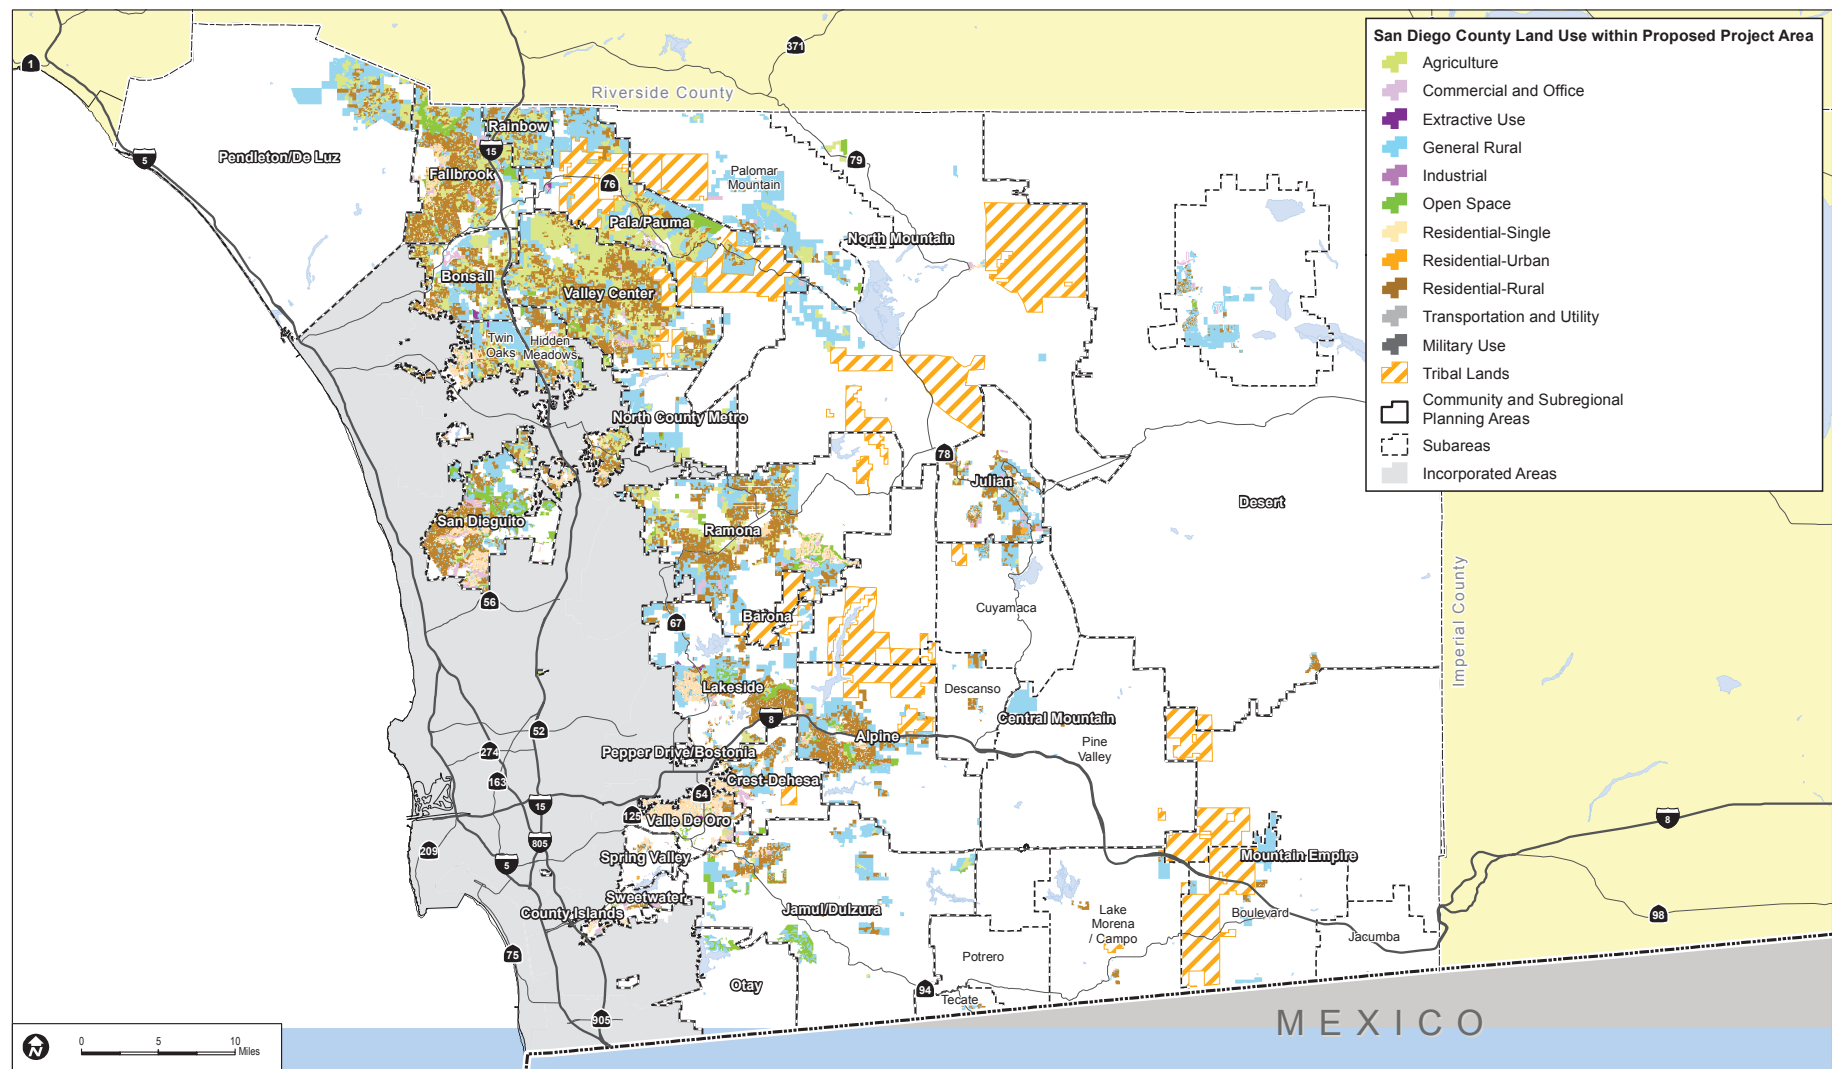 San Diego County Land Use within Proposed Project Area
Agriculture
Commercial and Office
Extractive Use
General Rural
Industrial
Open Space
Residential-Single
Residential-Urban
Residential-Rural
Transportation and Utility
Military Use
Tribal Lands
Community and Subregional
Planning Areas
Subareas
Incorporated Areas
371
1
Riverside County
Rainbow
15
5
Pendleton/De Luz
79
Fallbrook
Palomar
Mountain
76
Pala/Pauma
North Mountain
Bonsall
Valley Center
Twin
Oaks
Hidden
Meadows
North County Metro
78
Julian
Desert
San Dieguito
Ramona
Imperial County
56
Cuyamaca
Barona
67
Descanso
Lakeside
8
Central Mountain
52
Alpine
Pine
Valley
274
Pepper Drive/Bostonia
163
Crest-Dehesa
54
15
125
Valle De Oro
8
805
209
5
Spring Valley
Mountain Empire
Sweetwater
County Islands
Jamul/Dulzura
Lake
Morena
/ Campo
Boulevard
98
Jacumba
75
Potrero
Otay
94
Tecate
905
MEXICO
N
0
5
10
Miles